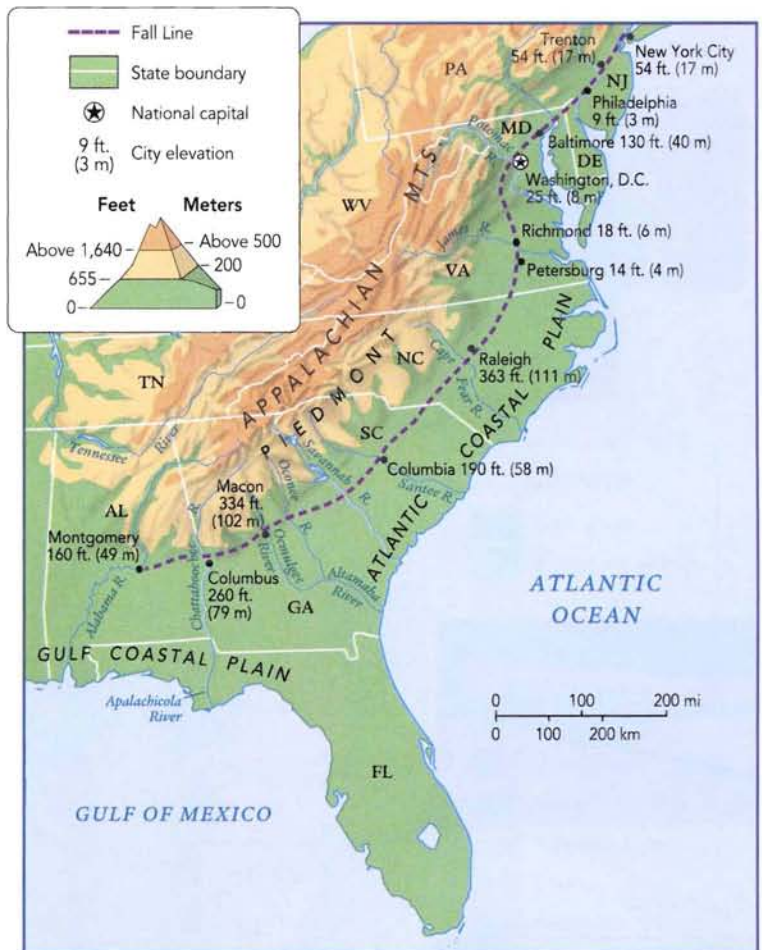 Fall Line
State boundary
National capital
9 ft.
(3 m)
City elevation
Feet
Meters
Above 1,640
Above 500
655
200
0
0
Trenton
54 ft. (17 m)
New York City
54 ft. (17 m)
PA
NJ
Philadelphia
9 ft. (3 m)
MD
Baltimore 130 ft. (40 m)
Potomac
R.
DE
Washington, D.C.
25 ft. (8 m)
WV
Richmond 18 ft. (6 m)
James R.
VA
Petersburg 14 ft. (4 m)
APPALACHIAN MTS.
PIEDMONT
NC
Cape
Fear R.
Raleigh
363 ft. (111 m)
ATLANTIC COASTAL PLAIN
TN
Tennessee
River
SC
Savannah R.
Columbia 190 ft. (58 m)
Santee R.
Oconee R.
Macon
334 ft.
(102 m)
AL
Montgomery
160 ft. (49 m)
Columbus
260 ft.
(79 m)
Chattahoochee R.
Ocmulgee
River
Altamaha
River
GA
Alabama R.
GULF COASTAL PLAIN
Apalachicola
River
FL
ATLANTIC
OCEAN
GULF OF MEXICO
0 100 200 mi
0 100 200 km